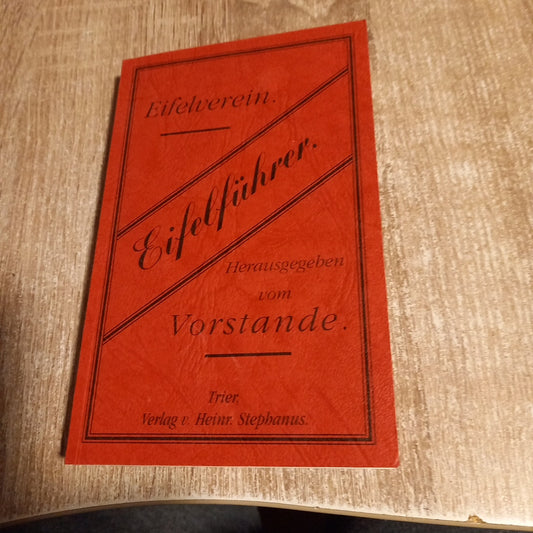 Eifelverein.
Eifelführer.
Herausgegeben
vom
Vorstande.
Trier.
Verlag v. Heinr. Stephanus.